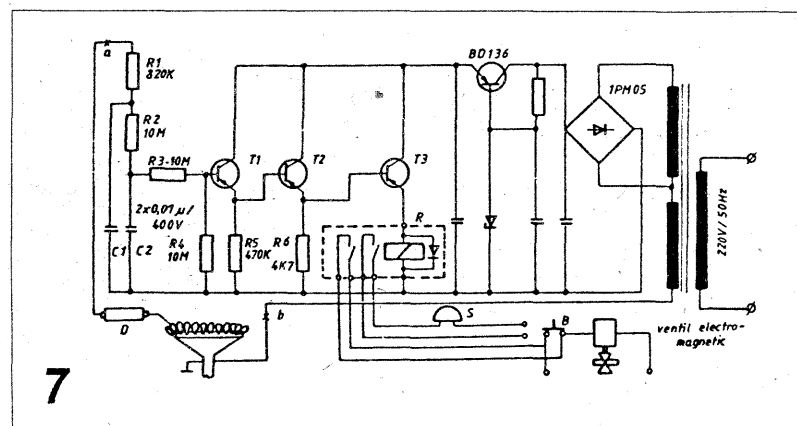 a
R1
820K
R2
10M
R3-10M
T1
T2
T3
BD136
1PM05
2x0,01µ/
400V
C1
C2
R4
10M
R5
470K
R6
4K7
R
220V/50Hz
D
b
S
B
ventil electro-
magnetic
7